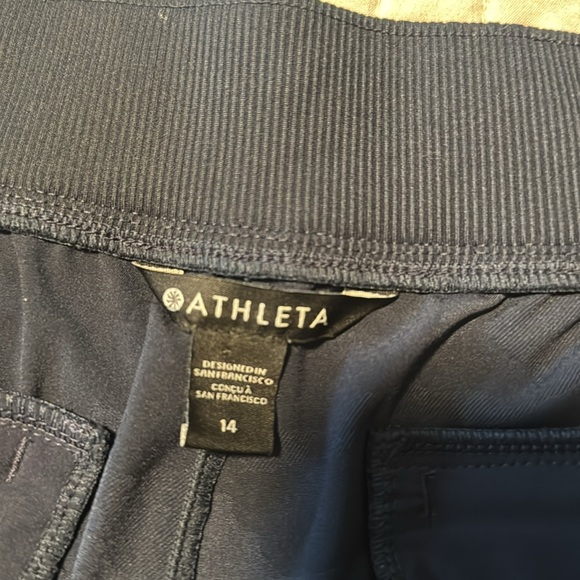 ATHLETA
DESIGNED IN
SAN FRANCISCO
CONÇU À
SAN FRANCISCO
14